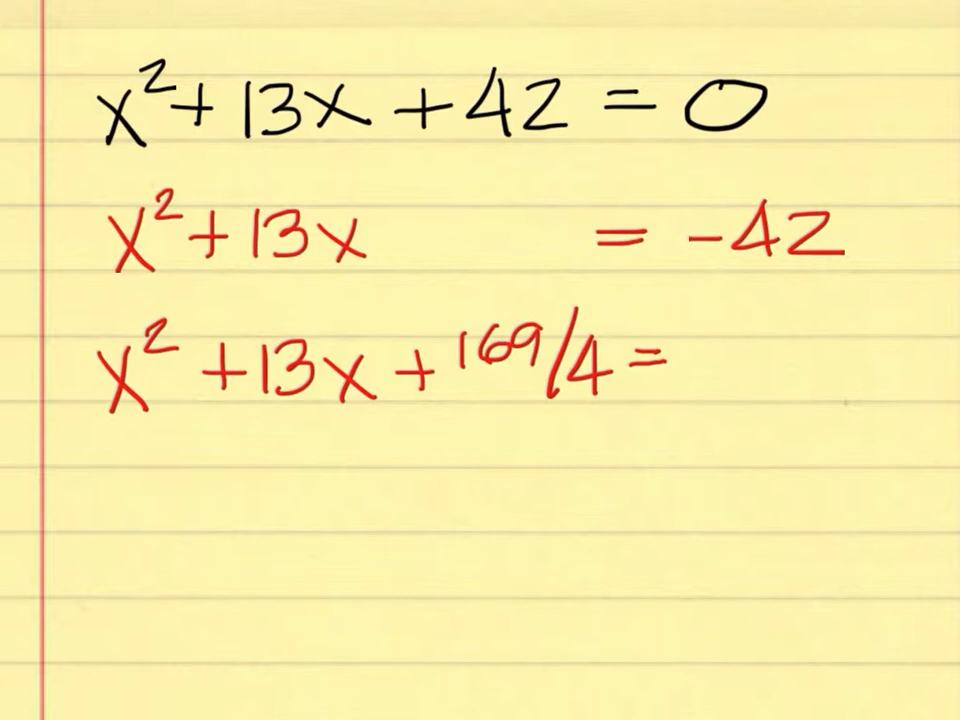 x² + 13x + 42 = 0
x² + 13x = -42
x² + 13x + 169/4 =